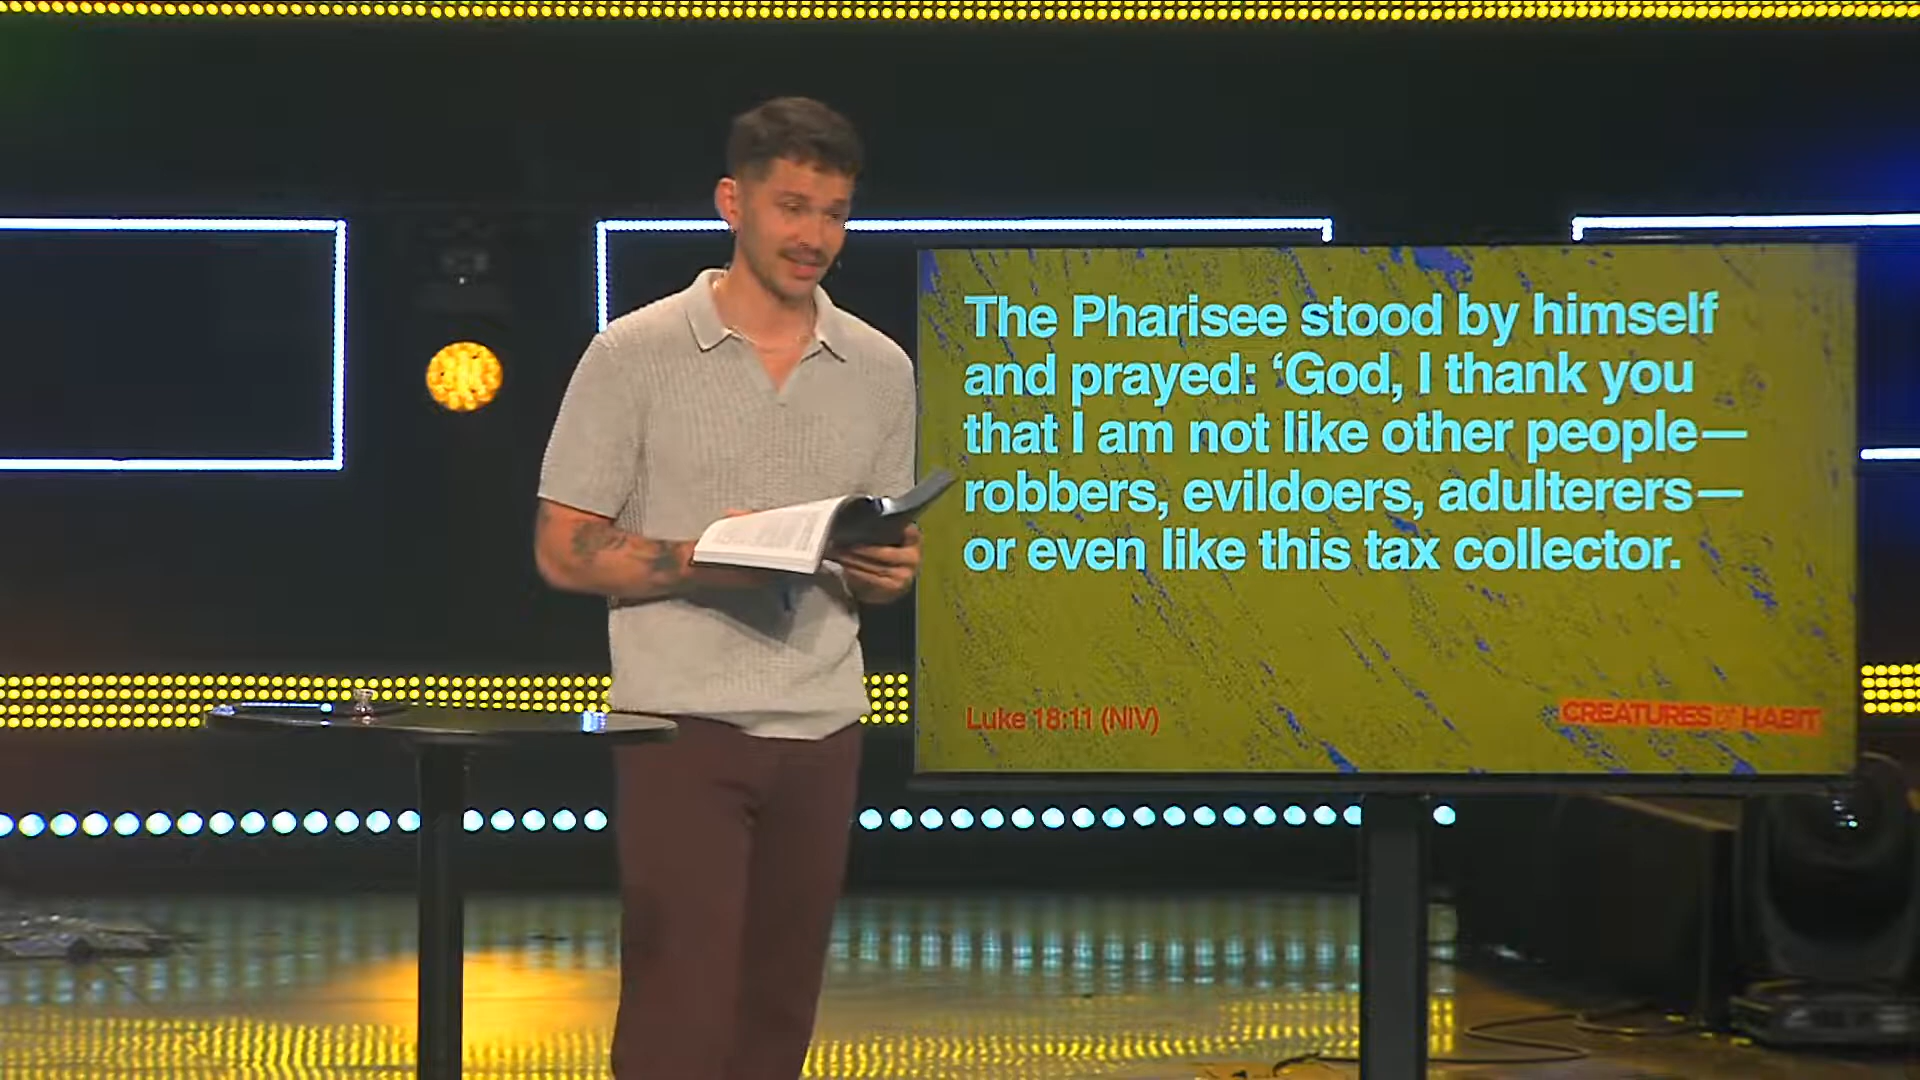 The Pharisee stood by himself
and prayed: ‘God, I thank you
that I am not like other people—
robbers, evildoers, adulterers—
or even like this tax collector.
Luke 18:11 (NIV)
CREATURES OF HABIT